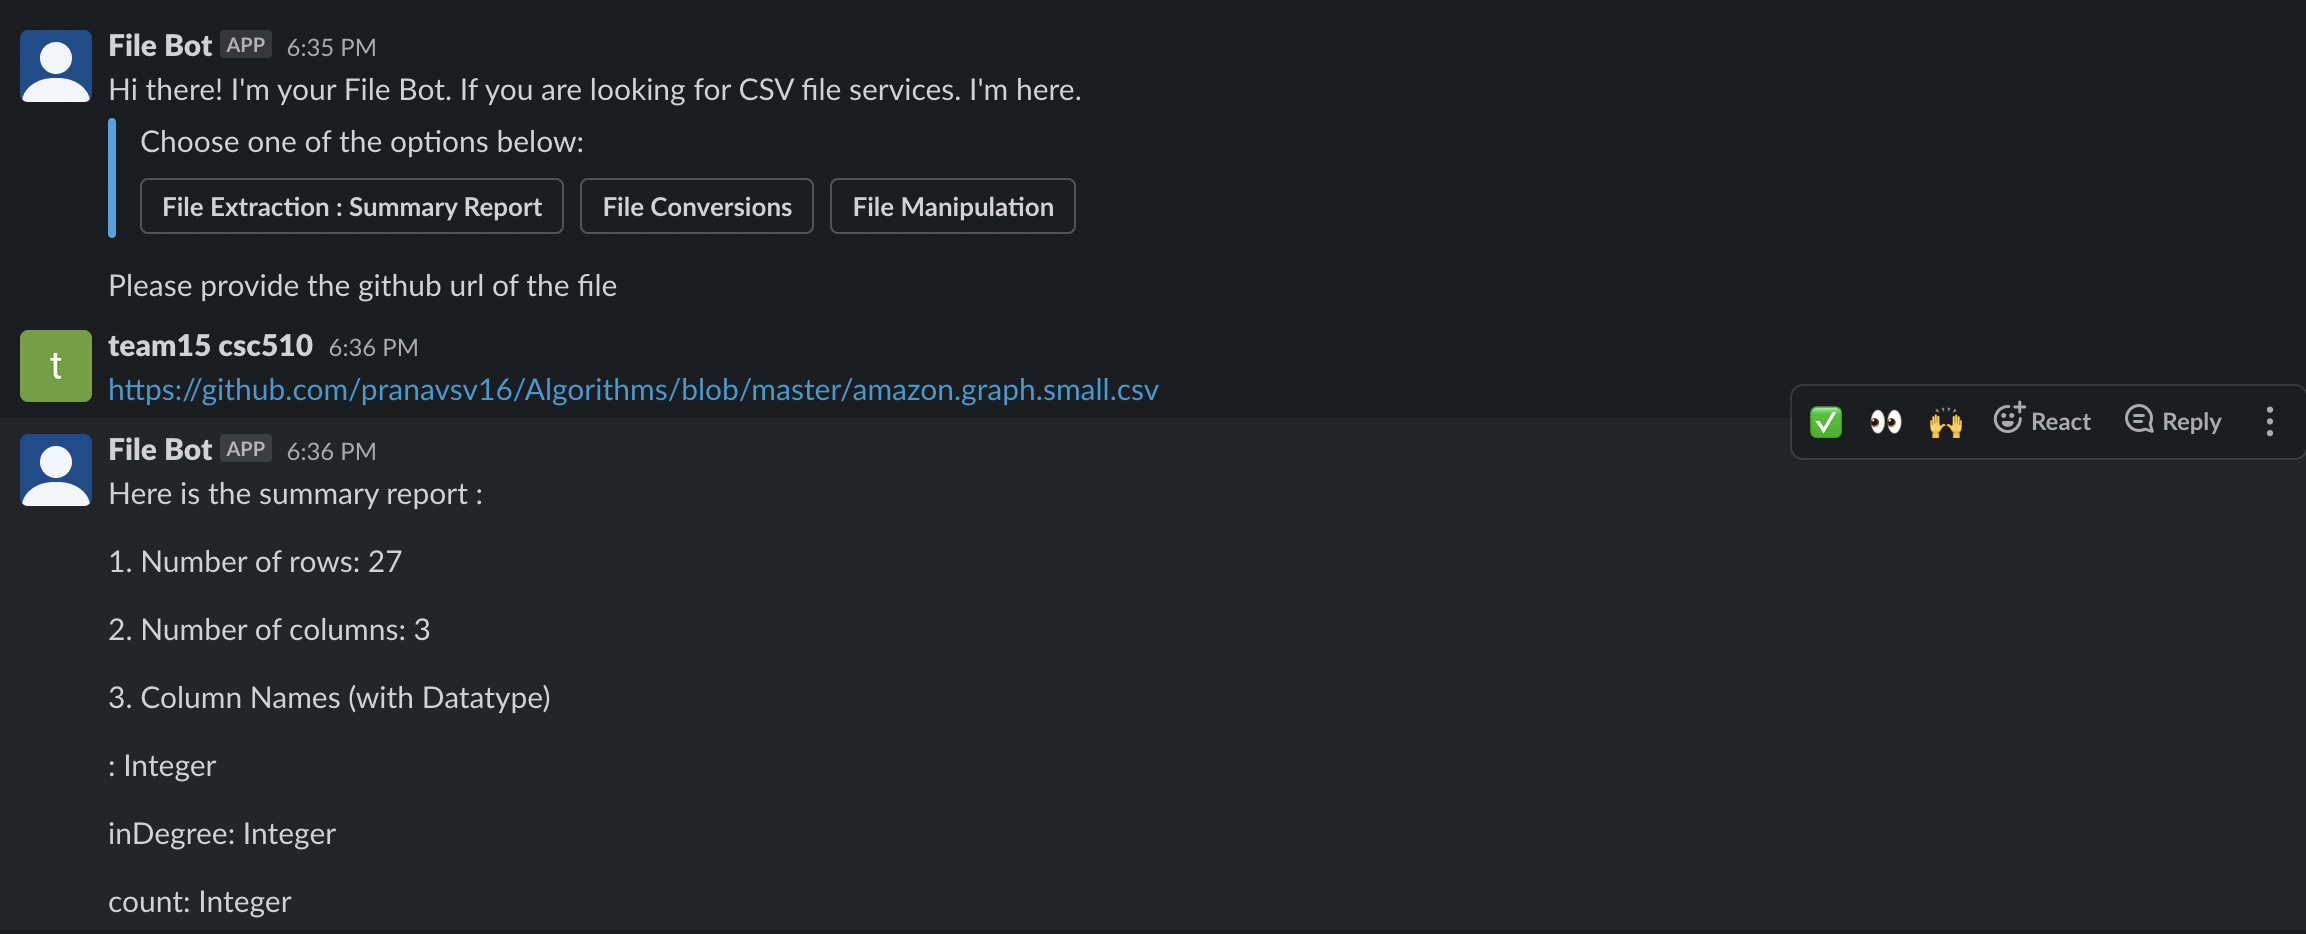 File Bot APP 6:35 PM
Hi there! I'm your File Bot. If you are looking for CSV file services. I'm here.
Choose one of the options below:
File Extraction : Summary Report File Conversions File Manipulation
Please provide the github url of the file
t
team15 csc510 6:36 PM
https://github.com/pranavsv16/Algorithms/blob/master/amazon.graph.small.csv
React Reply
File Bot APP 6:36 PM
Here is the summary report :
1. Number of rows: 27
2. Number of columns: 3
3. Column Names (with Datatype)
: Integer
inDegree: Integer
count: Integer